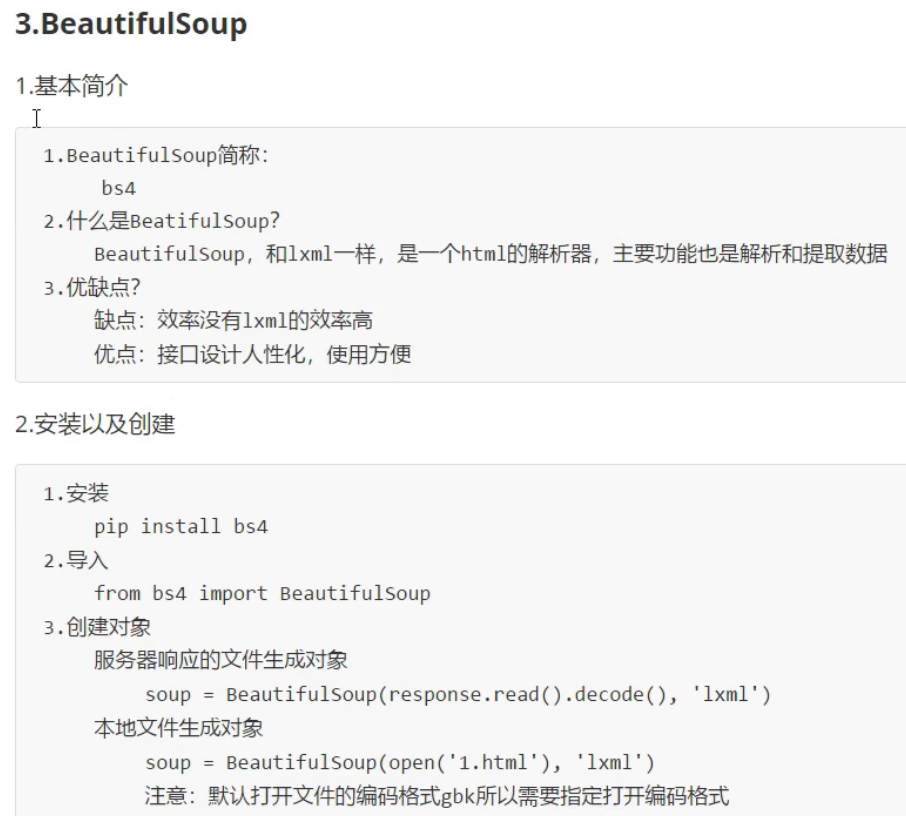 3.BeautifulSoup
1.基本简介
1.BeautifulSoup简称：
bs4
2.什么是BeatifulSoup？
BeautifulSoup，和lxml一样，是一个html的解析器，主要功能也是解析和提取数据
3.优缺点？
缺点：效率没有lxml的效率高
优点：接口设计人性化，使用方便
2.安装以及创建
1.安装
pip install bs4
2.导入
from bs4 import BeautifulSoup
3.创建对象
服务器响应的文件生成对象
soup = BeautifulSoup(response.read().decode(), 'lxml')
本地文件生成对象
soup = BeautifulSoup(open('1.html'), 'lxml')
注意：默认打开文件的编码格式gbk所以需要指定打开编码格式